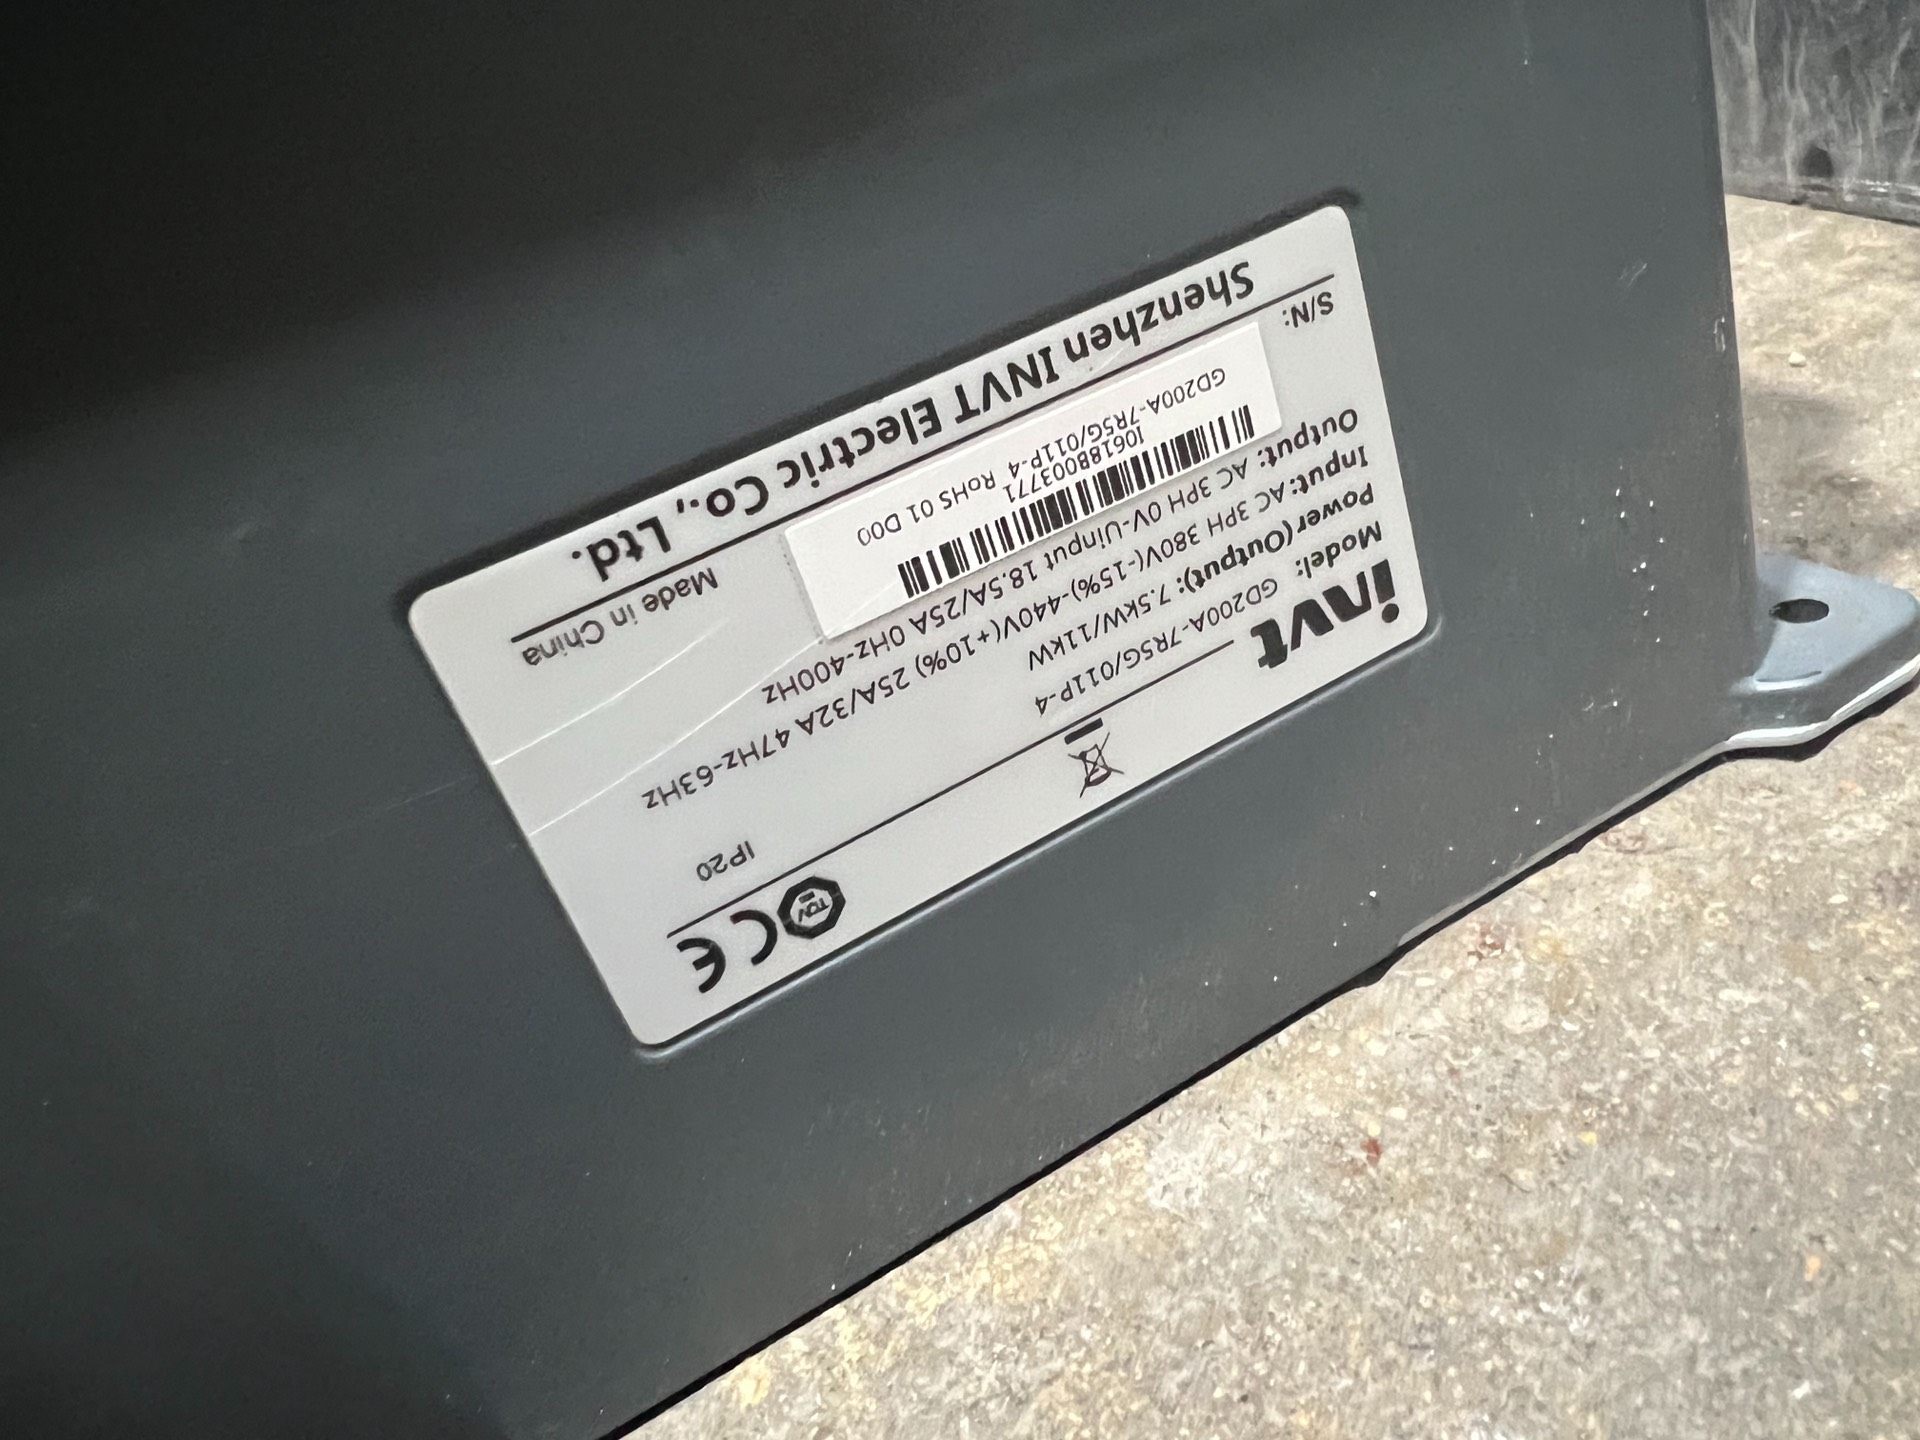 invt
CE
TÜV
Model: GD200A-7R5G/011P-4
IP20
Power(Output): 7.5kW/11kW
Input: AC 3PH 380V(-15%)-440V(+10%) 25A/32A 47Hz-63Hz
Output: AC 3PH 0V-Uinput 18.5A/25A 0Hz-400Hz
I0618B003771
GD200A-7R5G/011P-4 RoHS 01 D00
S/N:
Made in China
Shenzhen INVT Electric Co., Ltd.